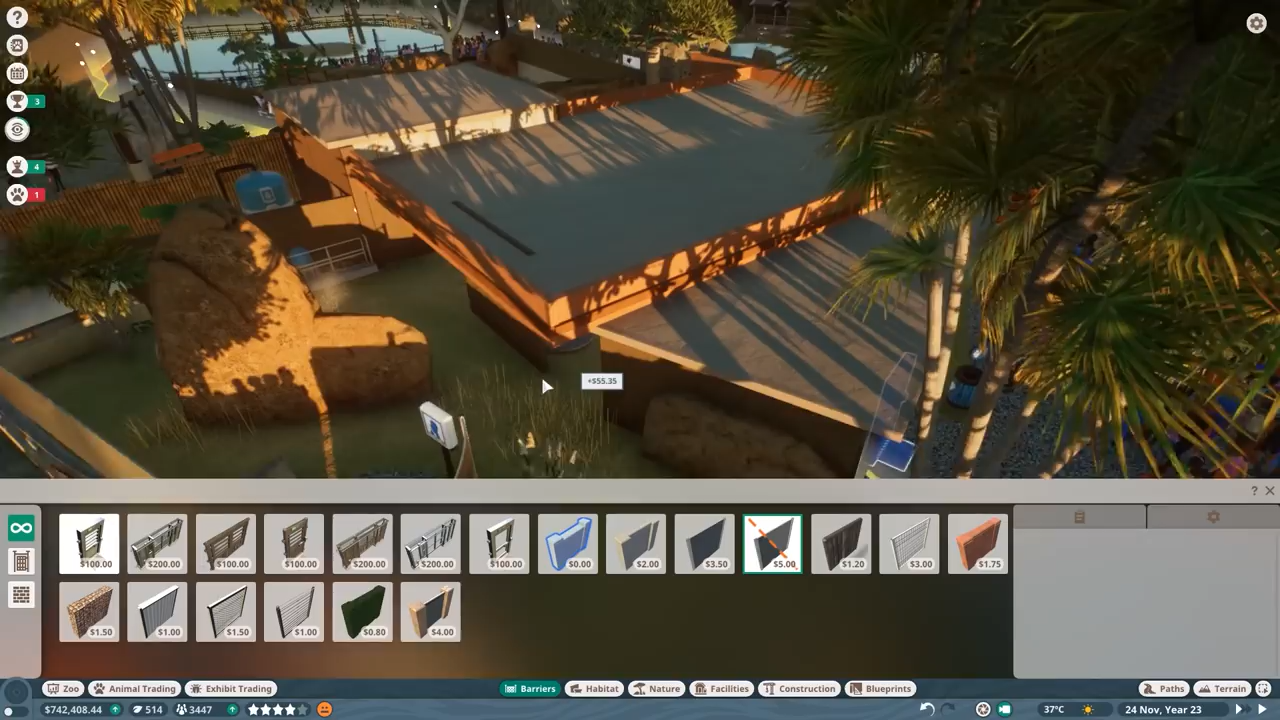 ?
3
4
1
+$55.35
?
$100.00 $200.00 $100.00 $100.00 $200.00 $200.00 $100.00 $0.00 $2.00 $3.50 $5.00 $1.20 $3.00 $1.75
$1.50 $1.00 $1.50 $1.00 $0.80 $4.00
Zoo Animal Trading Exhibit Trading Barriers Habitat Nature Facilities Construction Blueprints Paths Terrain
$742,408.44 514 3447 37°C 24 Nov, Year 23